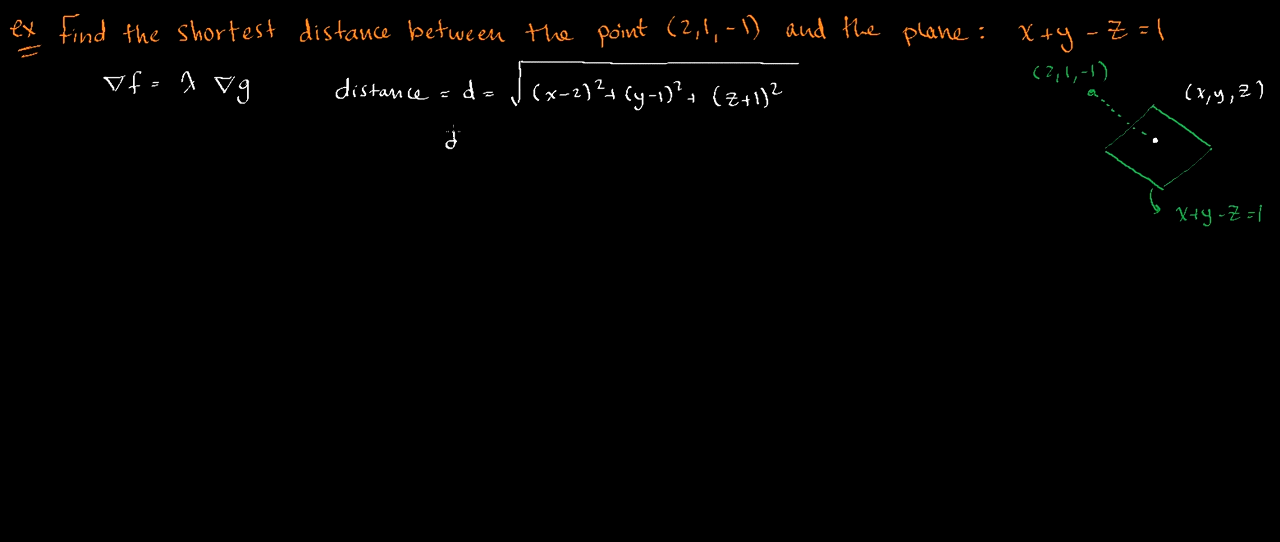 ex Find the shortest distance between the point (2,1,-1) and the plane: x+y-z=1
∇f = λ ∇g
distance = d = √((x-2)²+(y-1)²+(z+1)²)
d
(2,1,-1)
(x,y,z)
x+y-z=1